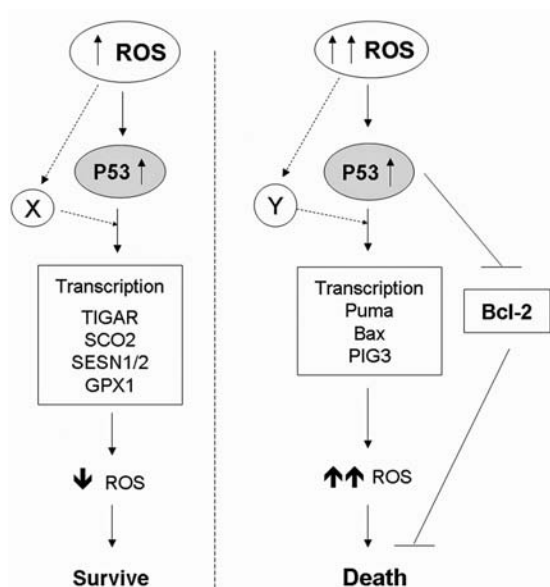 ↑ ROS
P53 ↑
X
Transcription
TIGAR
SCO2
SESN1/2
GPX1
↓ ROS
Survive
↑ ↑ ROS
P53 ↑
Y
Transcription
Puma
Bax
PIG3
Bcl-2
↑↑ ROS
Death